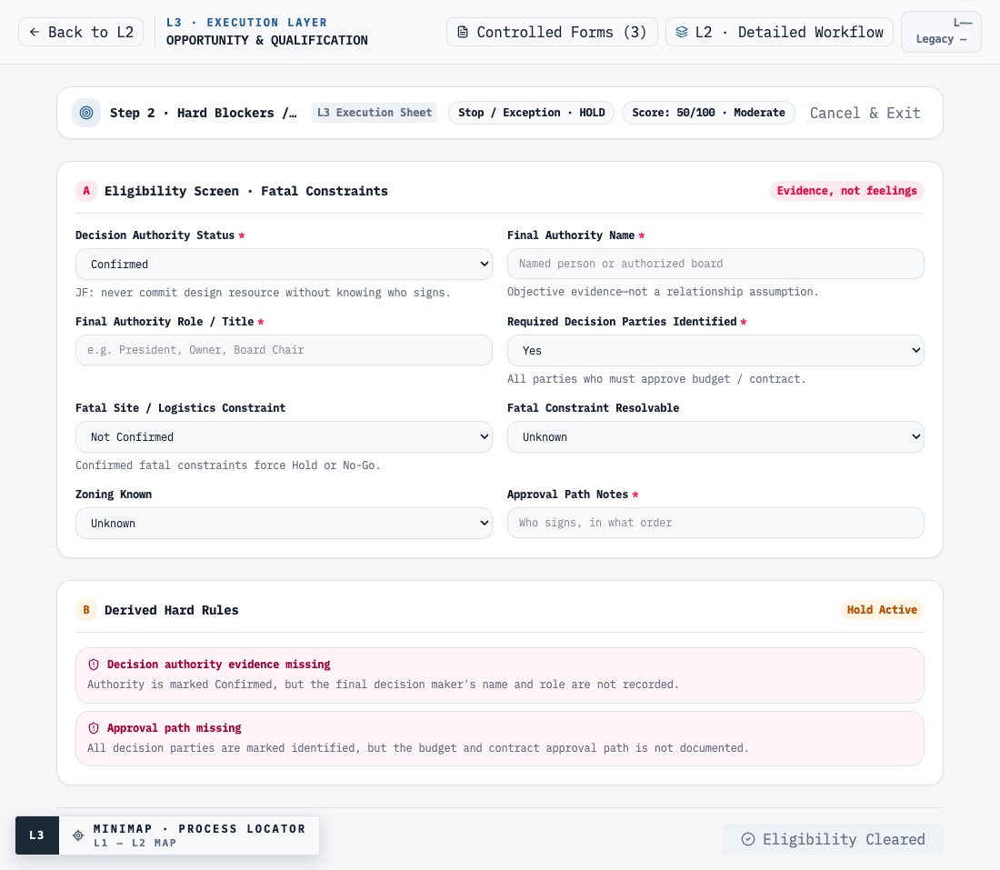 Back to L2
L3 · EXECUTION LAYER
OPPORTUNITY & QUALIFICATION
Controlled Forms (3)
L2 · Detailed Workflow
L——
Legacy —
Step 2 · Hard Blockers /…
L3 Execution Sheet
Stop / Exception · HOLD
Score: 50/100 · Moderate
Cancel & Exit
A
Eligibility Screen · Fatal Constraints
Evidence, not feelings
Decision Authority Status *
Confirmed
JF: never commit design resource without knowing who signs.
Final Authority Name *
Named person or authorized board
Objective evidence—not a relationship assumption.
Final Authority Role / Title *
e.g. President, Owner, Board Chair
Required Decision Parties Identified *
Yes
All parties who must approve budget / contract.
Fatal Site / Logistics Constraint
Not Confirmed
Confirmed fatal constraints force Hold or No-Go.
Fatal Constraint Resolvable
Unknown
Zoning Known
Unknown
Approval Path Notes *
Who signs, in what order
B
Derived Hard Rules
Hold Active
Decision authority evidence missing
Authority is marked Confirmed, but the final decision maker's name and role are not recorded.
Approval path missing
All decision parties are marked identified, but the budget and contract approval path is not documented.
L3
MINIMAP · PROCESS LOCATOR
L1 — L2 MAP
Eligibility Cleared